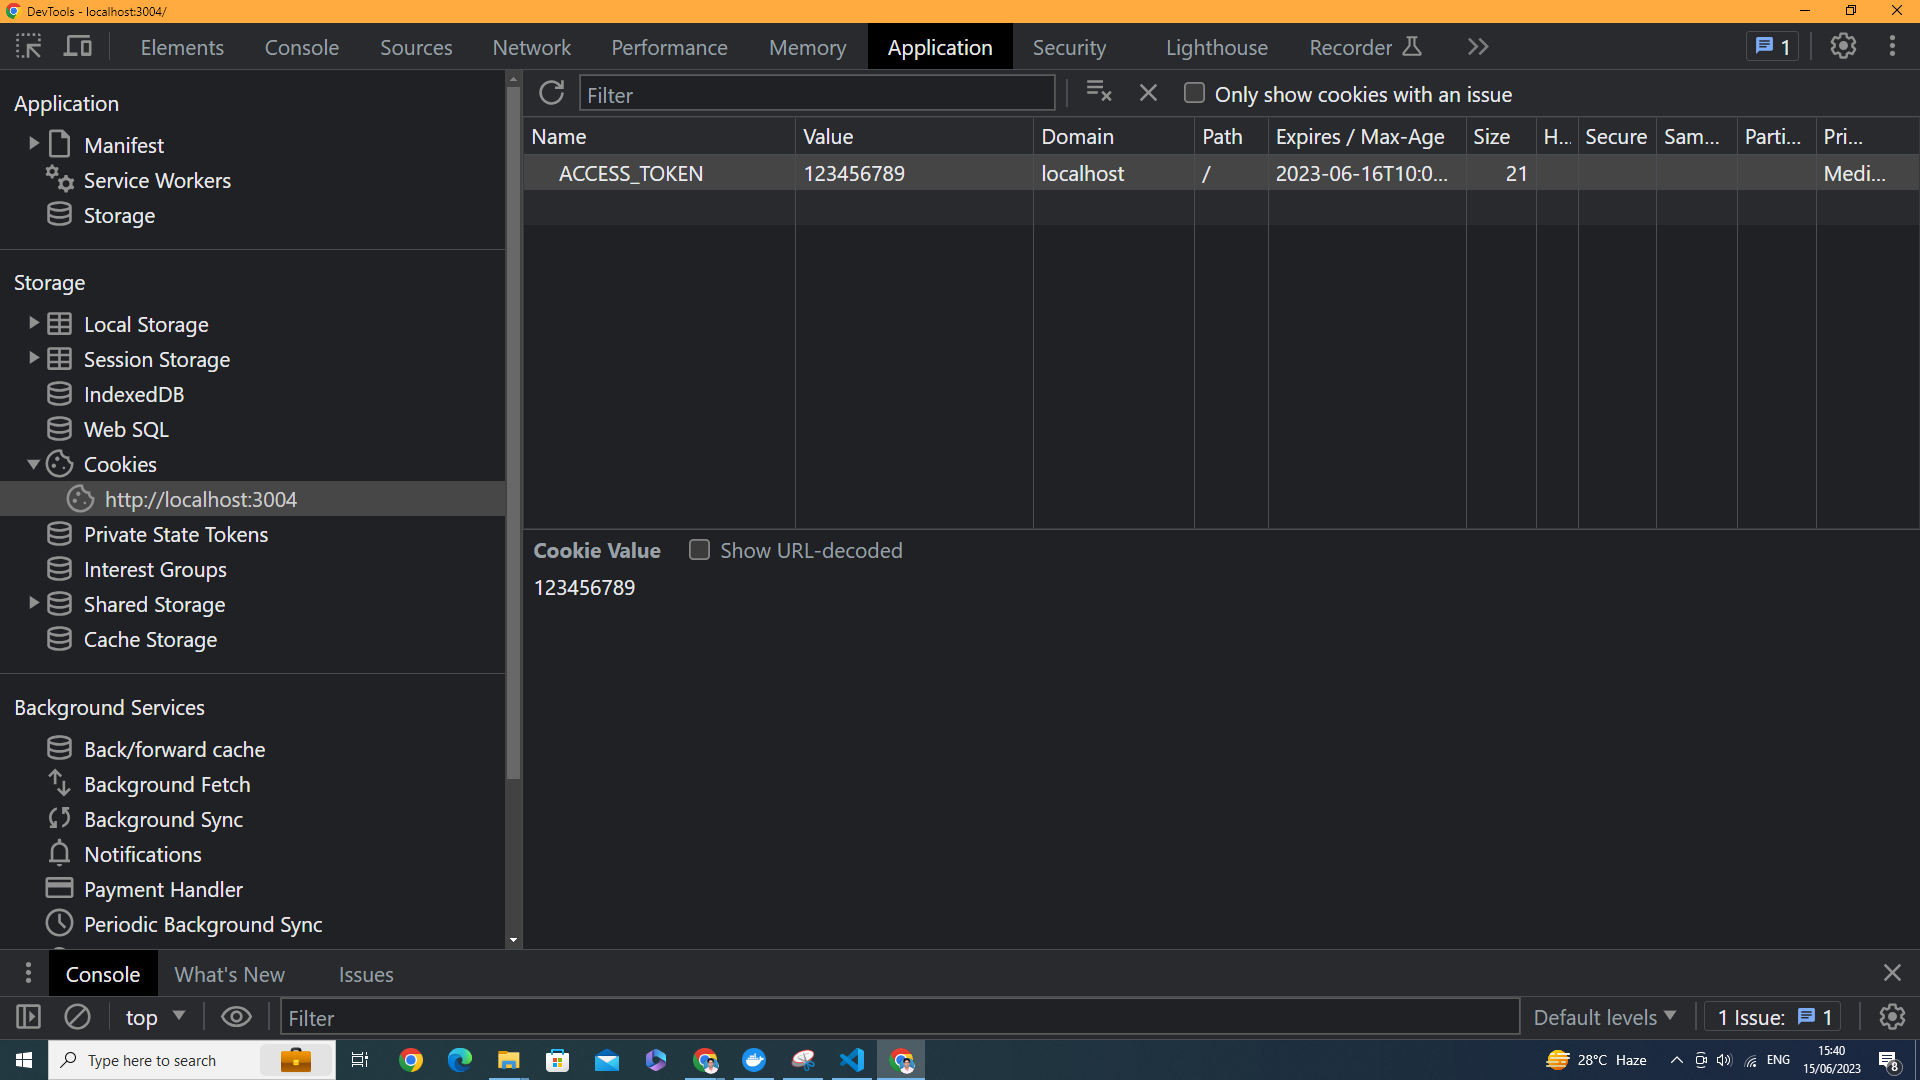 DevTools - localhost:3004/
Elements Console Sources Network Performance Memory Application Security Lighthouse Recorder 1
Application
Manifest
Service Workers
Storage
Storage
Local Storage
Session Storage
IndexedDB
Web SQL
Cookies
http://localhost:3004
Private State Tokens
Interest Groups
Shared Storage
Cache Storage
Background Services
Back/forward cache
Background Fetch
Background Sync
Notifications
Payment Handler
Periodic Background Sync
Filter Only show cookies with an issue
Name Value Domain Path Expires / Max-Age Size H... Secure Sam... Parti... Pri...
ACCESS_TOKEN 123456789 localhost / 2023-06-16T10:0... 21 Medi...
Cookie Value Show URL-decoded
123456789
Console What's New Issues
top Filter Default levels 1 Issue: 1
Type here to search 28°C Haze ENG 15:40
15/06/2023 8